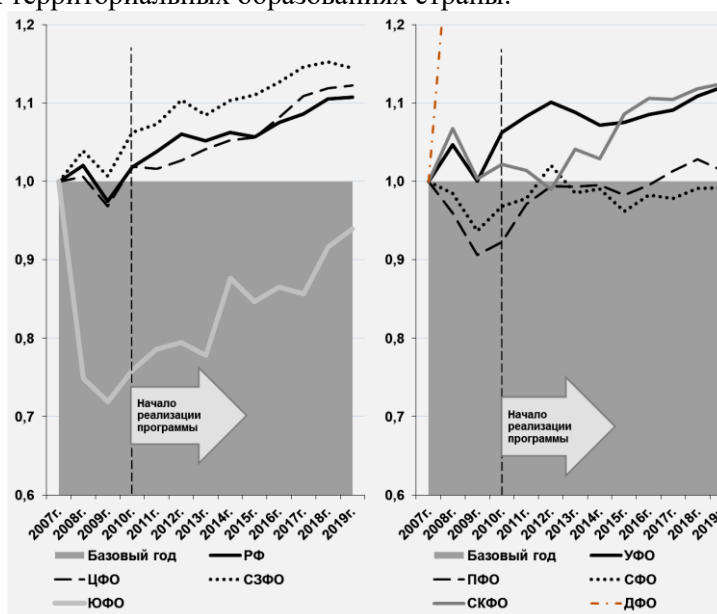 территориальных образованиях страны.
1,2
1,1
1,0
0,9
0,8
0,7
0,6
Начало
реализации
программы
2007г.
2008г.
2009г.
2010г.
2011г.
2012г.
2013г.
2014г.
2015г.
2016г.
2017г.
2018г.
2019г.
Базовый год
РФ
ЦФО
СЗФО
ЮФО
1,2
1,1
1,0
0,9
0,8
0,7
0,6
Начало
реализации
программы
2007г.
2008г.
2009г.
2010г.
2011г.
2012г.
2013г.
2014г.
2015г.
2016г.
2017г.
2018г.
2019г.
Базовый год
УФО
ПФО
СФО
СКФО
ДФО